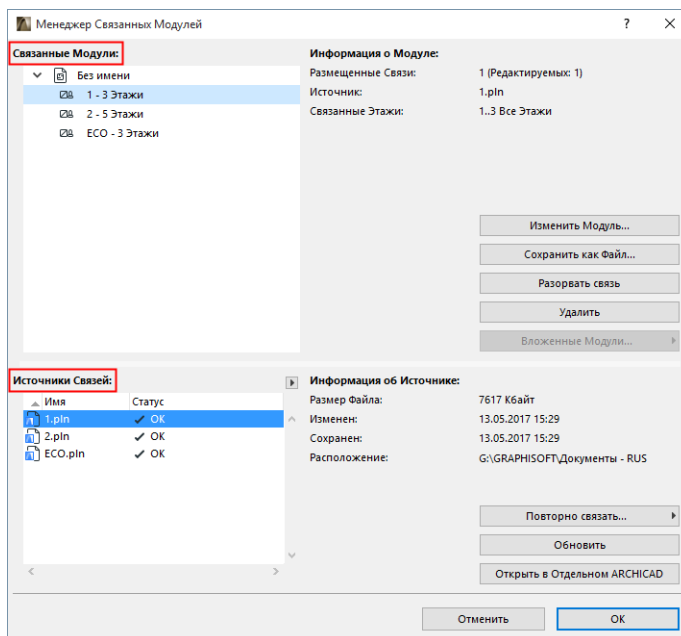 Менеджер Связанных Модулей
Связанные Модули:
Без имени
1 - 3 Этажи
2 - 5 Этажи
ECO - 3 Этажи
Информация о Модуле:
Размещенные Связи: 1 (Редактируемых: 1)
Источник: 1.pln
Связанные Этажи: 1..3 Все Этажи
Изменить Модуль...
Сохранить как Файл...
Разорвать связь
Удалить
Вложенные Модули...
Источники Связей:
Имя Статус
1.pln OK
2.pln OK
ECO.pln OK
Информация об Источнике:
Размер Файла: 7617 Кбайт
Изменен: 13.05.2017 15:29
Сохранен: 13.05.2017 15:29
Расположение: G:\GRAPHISOFT\Документы - RUS
Повторно связать...
Обновить
Открыть в Отдельном ARCHICAD
Отменить
OK